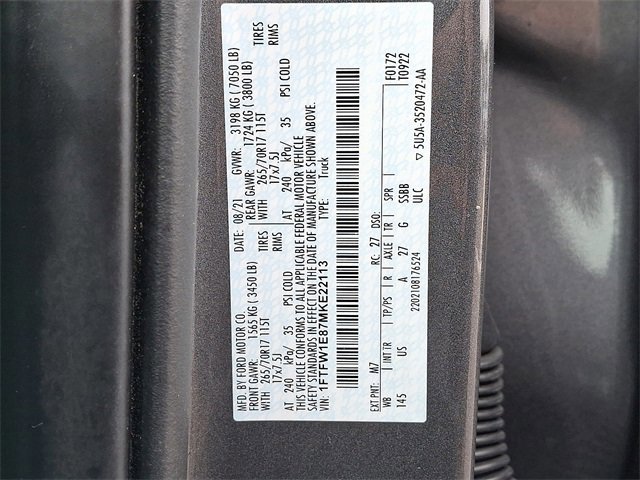 MFD. BY FORD MOTOR CO. DATE: 08/21 GVWR: 3198 KG ( 7050 LB)
FRONT GAWR: 1565 KG ( 3450 LB) REAR GAWR: 1724 KG ( 3800 LB)
WITH 265/70R17 115T TIRES WITH 265/70R17 115T TIRES
17x7.5J RIMS 17x7.5J RIMS
AT 240 kPa/ 35 PSI COLD AT 240 kPa/ 35 PSI COLD
THIS VEHICLE CONFORMS TO ALL APPLICABLE FEDERAL MOTOR VEHICLE
SAFETY STANDARDS IN EFFECT ON THE DATE OF MANUFACTURE SHOWN ABOVE.
VIN: 1FTFW1E87MKE22113 TYPE: Truck
EXT PNT: M7 RC: 27 DSO: F0172
WB INT TR TP/PS R AXLE TR SPR T0922
145 US A 27 G SSBB
2202108176524 ULC ▽ 5U5A-3520472-AA